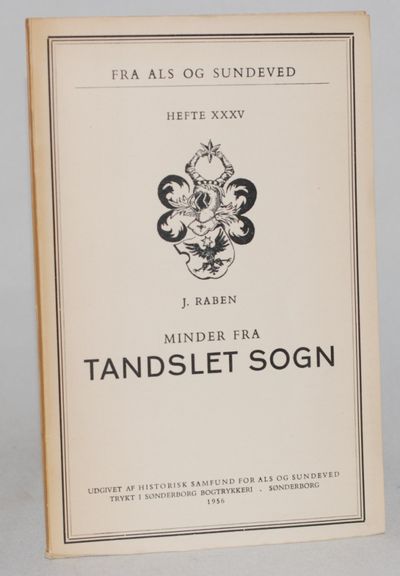 FRA ALS OG SUNDEVED
HEFTE XXXV
J. RABEN
MINDER FRA
TANDSLET SOGN
UDGIVET AF HISTORISK SAMFUND FOR ALS OG SUNDEVED
TRYKT I SØNDERBORG BOGTRYKKERI . SØNDERBORG
1956